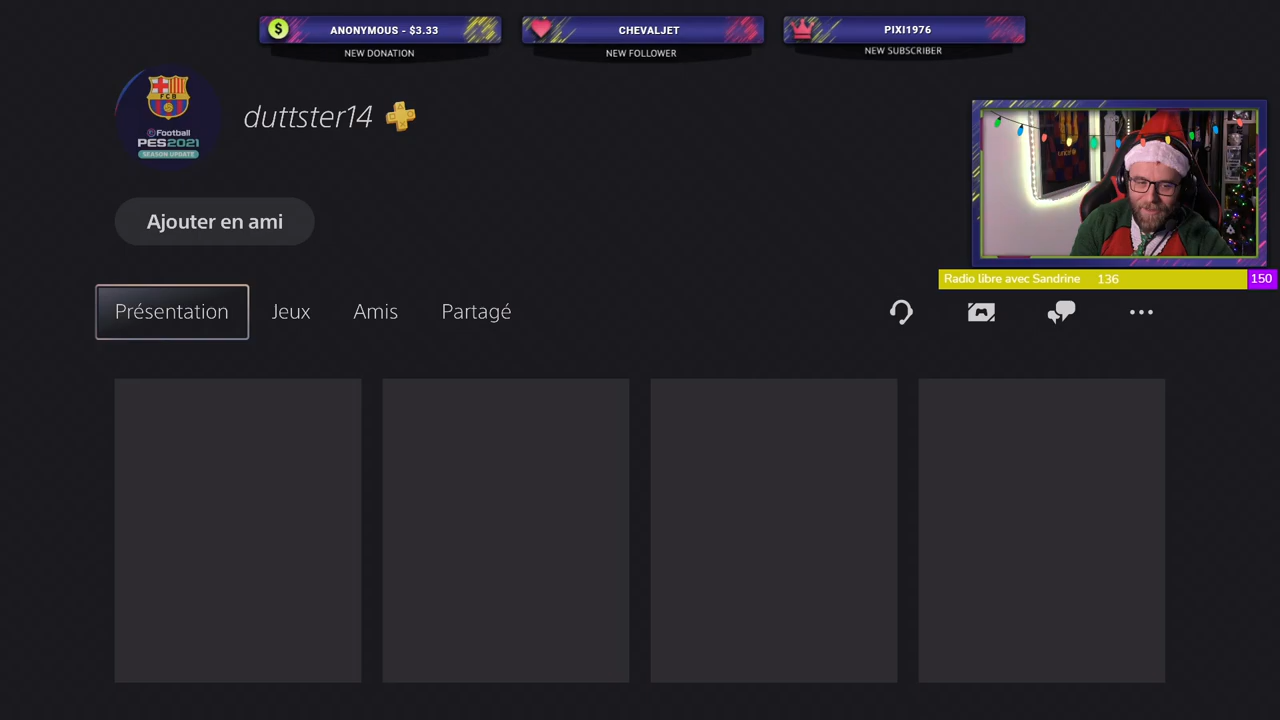 ANONYMOUS - $3.33
NEW DONATION
CHEVALJET
NEW FOLLOWER
PIXI1976
NEW SUBSCRIBER
FCB
eFootball
PES2021
SEASON UPDATE
duttster14
unicef
Ajouter en ami
Radio libre avec Sandrine 136 150
Présentation
Jeux
Amis
Partagé